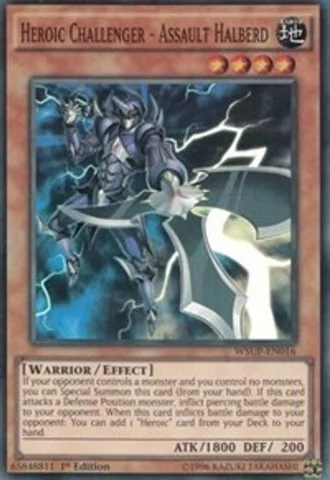 HEROIC CHALLENGER - ASSAULT HALBERD
EARTH
地
WSUP-EN016
[WARRIOR / EFFECT]
If your opponent controls a monster and you control no monsters,
you can Special Summon this card (from your hand). If this card
attacks a Defense Position monster, inflict piercing battle damage
to your opponent. When this card inflicts battle damage to your
opponent: You can add 1 "Heroic" card from your Deck to your
hand.
ATK/1800 DEF/ 200
65848811 1st Edition
©1996 KAZUKI TAKAHASHI